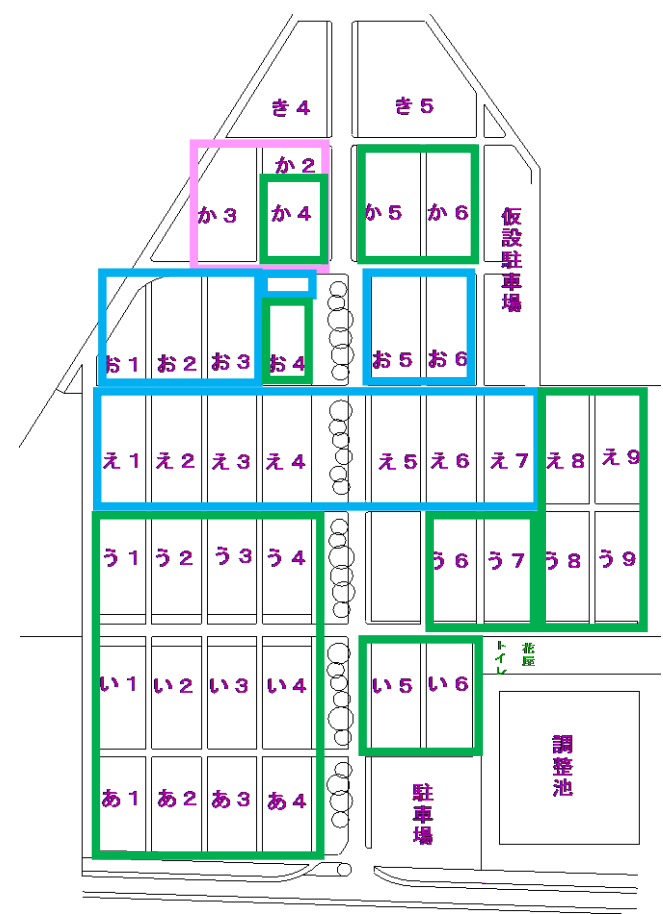 き4
き5
か2
か3
か4
か5
か6
仮設駐車場
お1
お2
お3
お4
お5
お6
え1
え2
え3
え4
え5
え6
え7
え8
え9
う1
う2
う3
う4
う6
う7
う8
う9
トイレ
花屋
い1
い2
い3
い4
い5
い6
調整池
あ1
あ2
あ3
あ4
駐車場